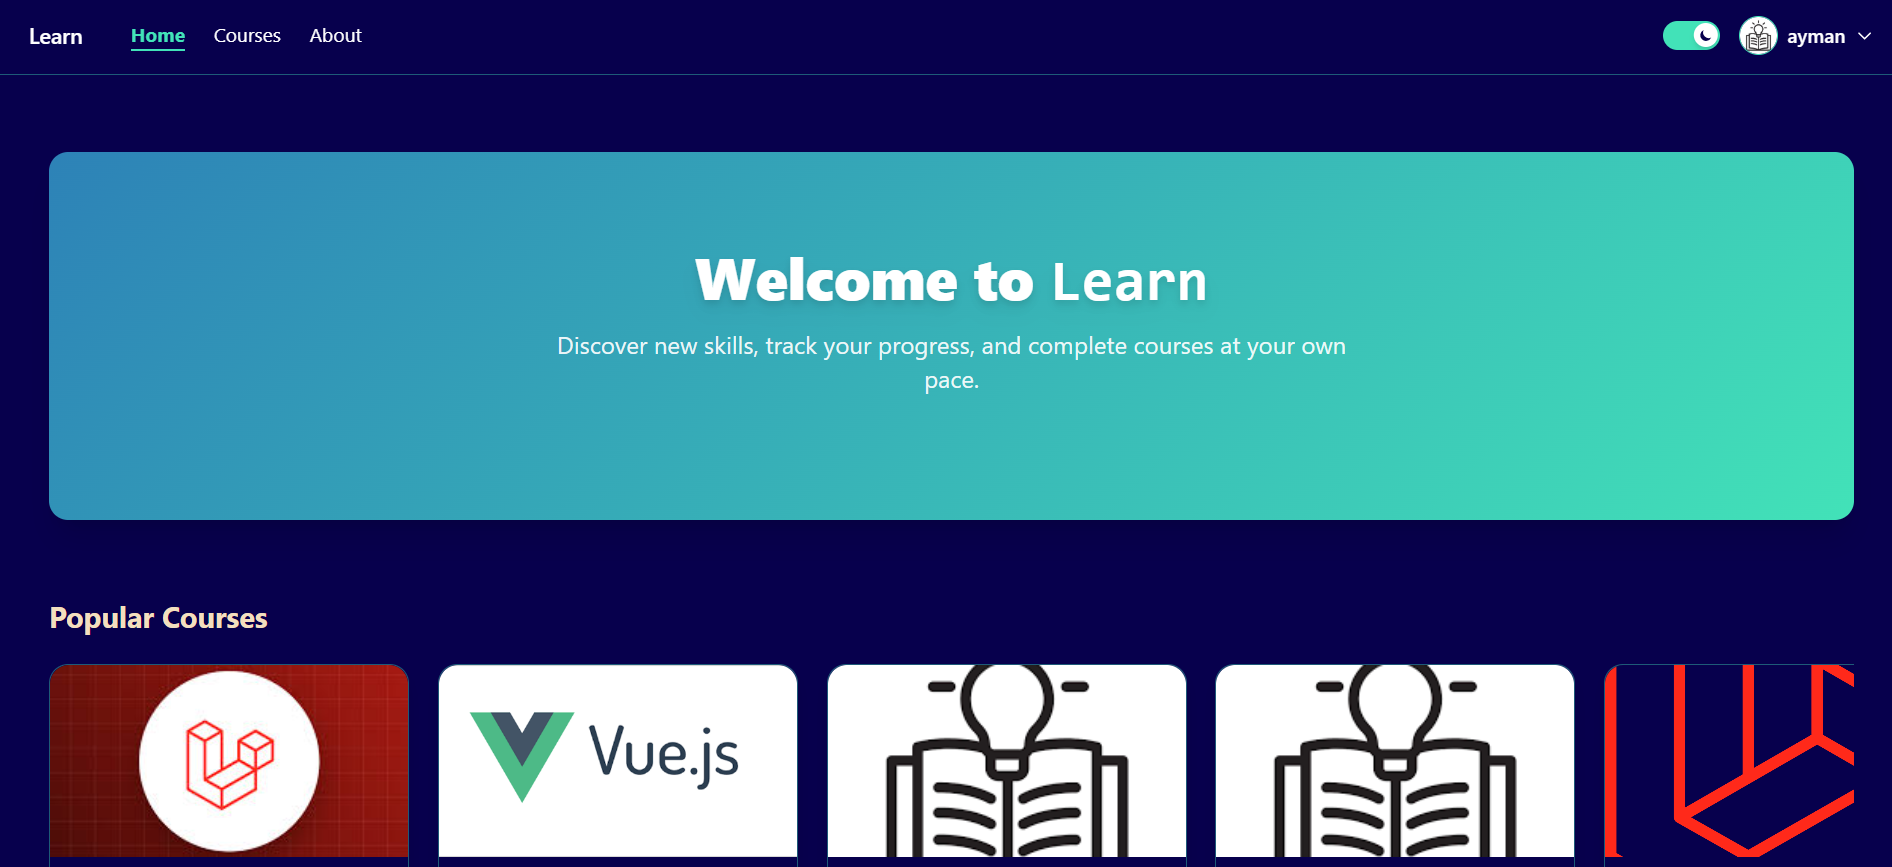 Learn Home Courses About ayman
Welcome to Learn
Discover new skills, track your progress, and complete courses at your own
pace.
Popular Courses
Vue.js